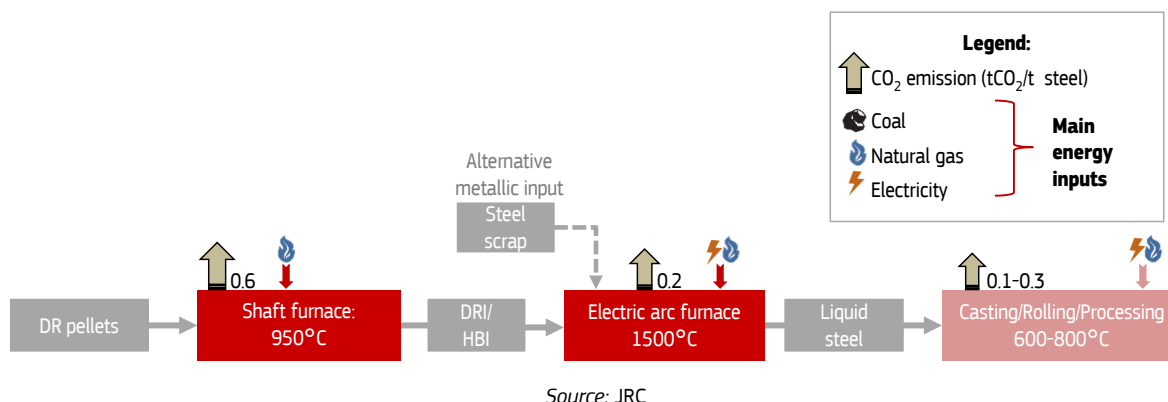 Legend:
CO₂ emission (tCO₂/t steel)
Coal
Natural gas
Electricity
Main
energy
inputs
Alternative
metallic input
Steel
scrap
0.6
0.2
0.1-0.3
DR pellets
Shaft furnace:
950°C
DRI/
HBI
Electric arc furnace
1500°C
Liquid
steel
Casting/Rolling/Processing
600-800°C
Source: JRC